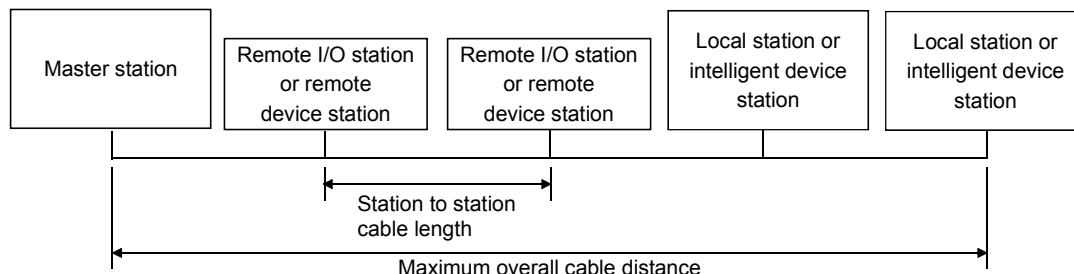 Master station
Remote I/O station
or remote
device station
Remote I/O station
or remote
device station
Local station or
intelligent device
station
Local station or
intelligent device
station
Station to station
cable length
Maximum overall cable distance